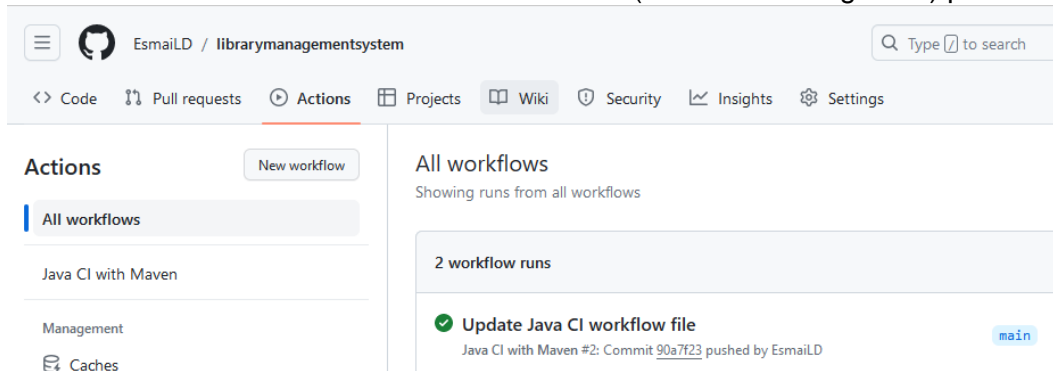 EsmaiLD / librarymanagementsystem
Type / to search
Code Pull requests Actions Projects Wiki Security Insights Settings
Actions New workflow
All workflows
Java CI with Maven
Management
Caches
All workflows
Showing runs from all workflows
2 workflow runs
Update Java CI workflow file
main
Java CI with Maven #2: Commit 90a7f23 pushed by EsmaiLD